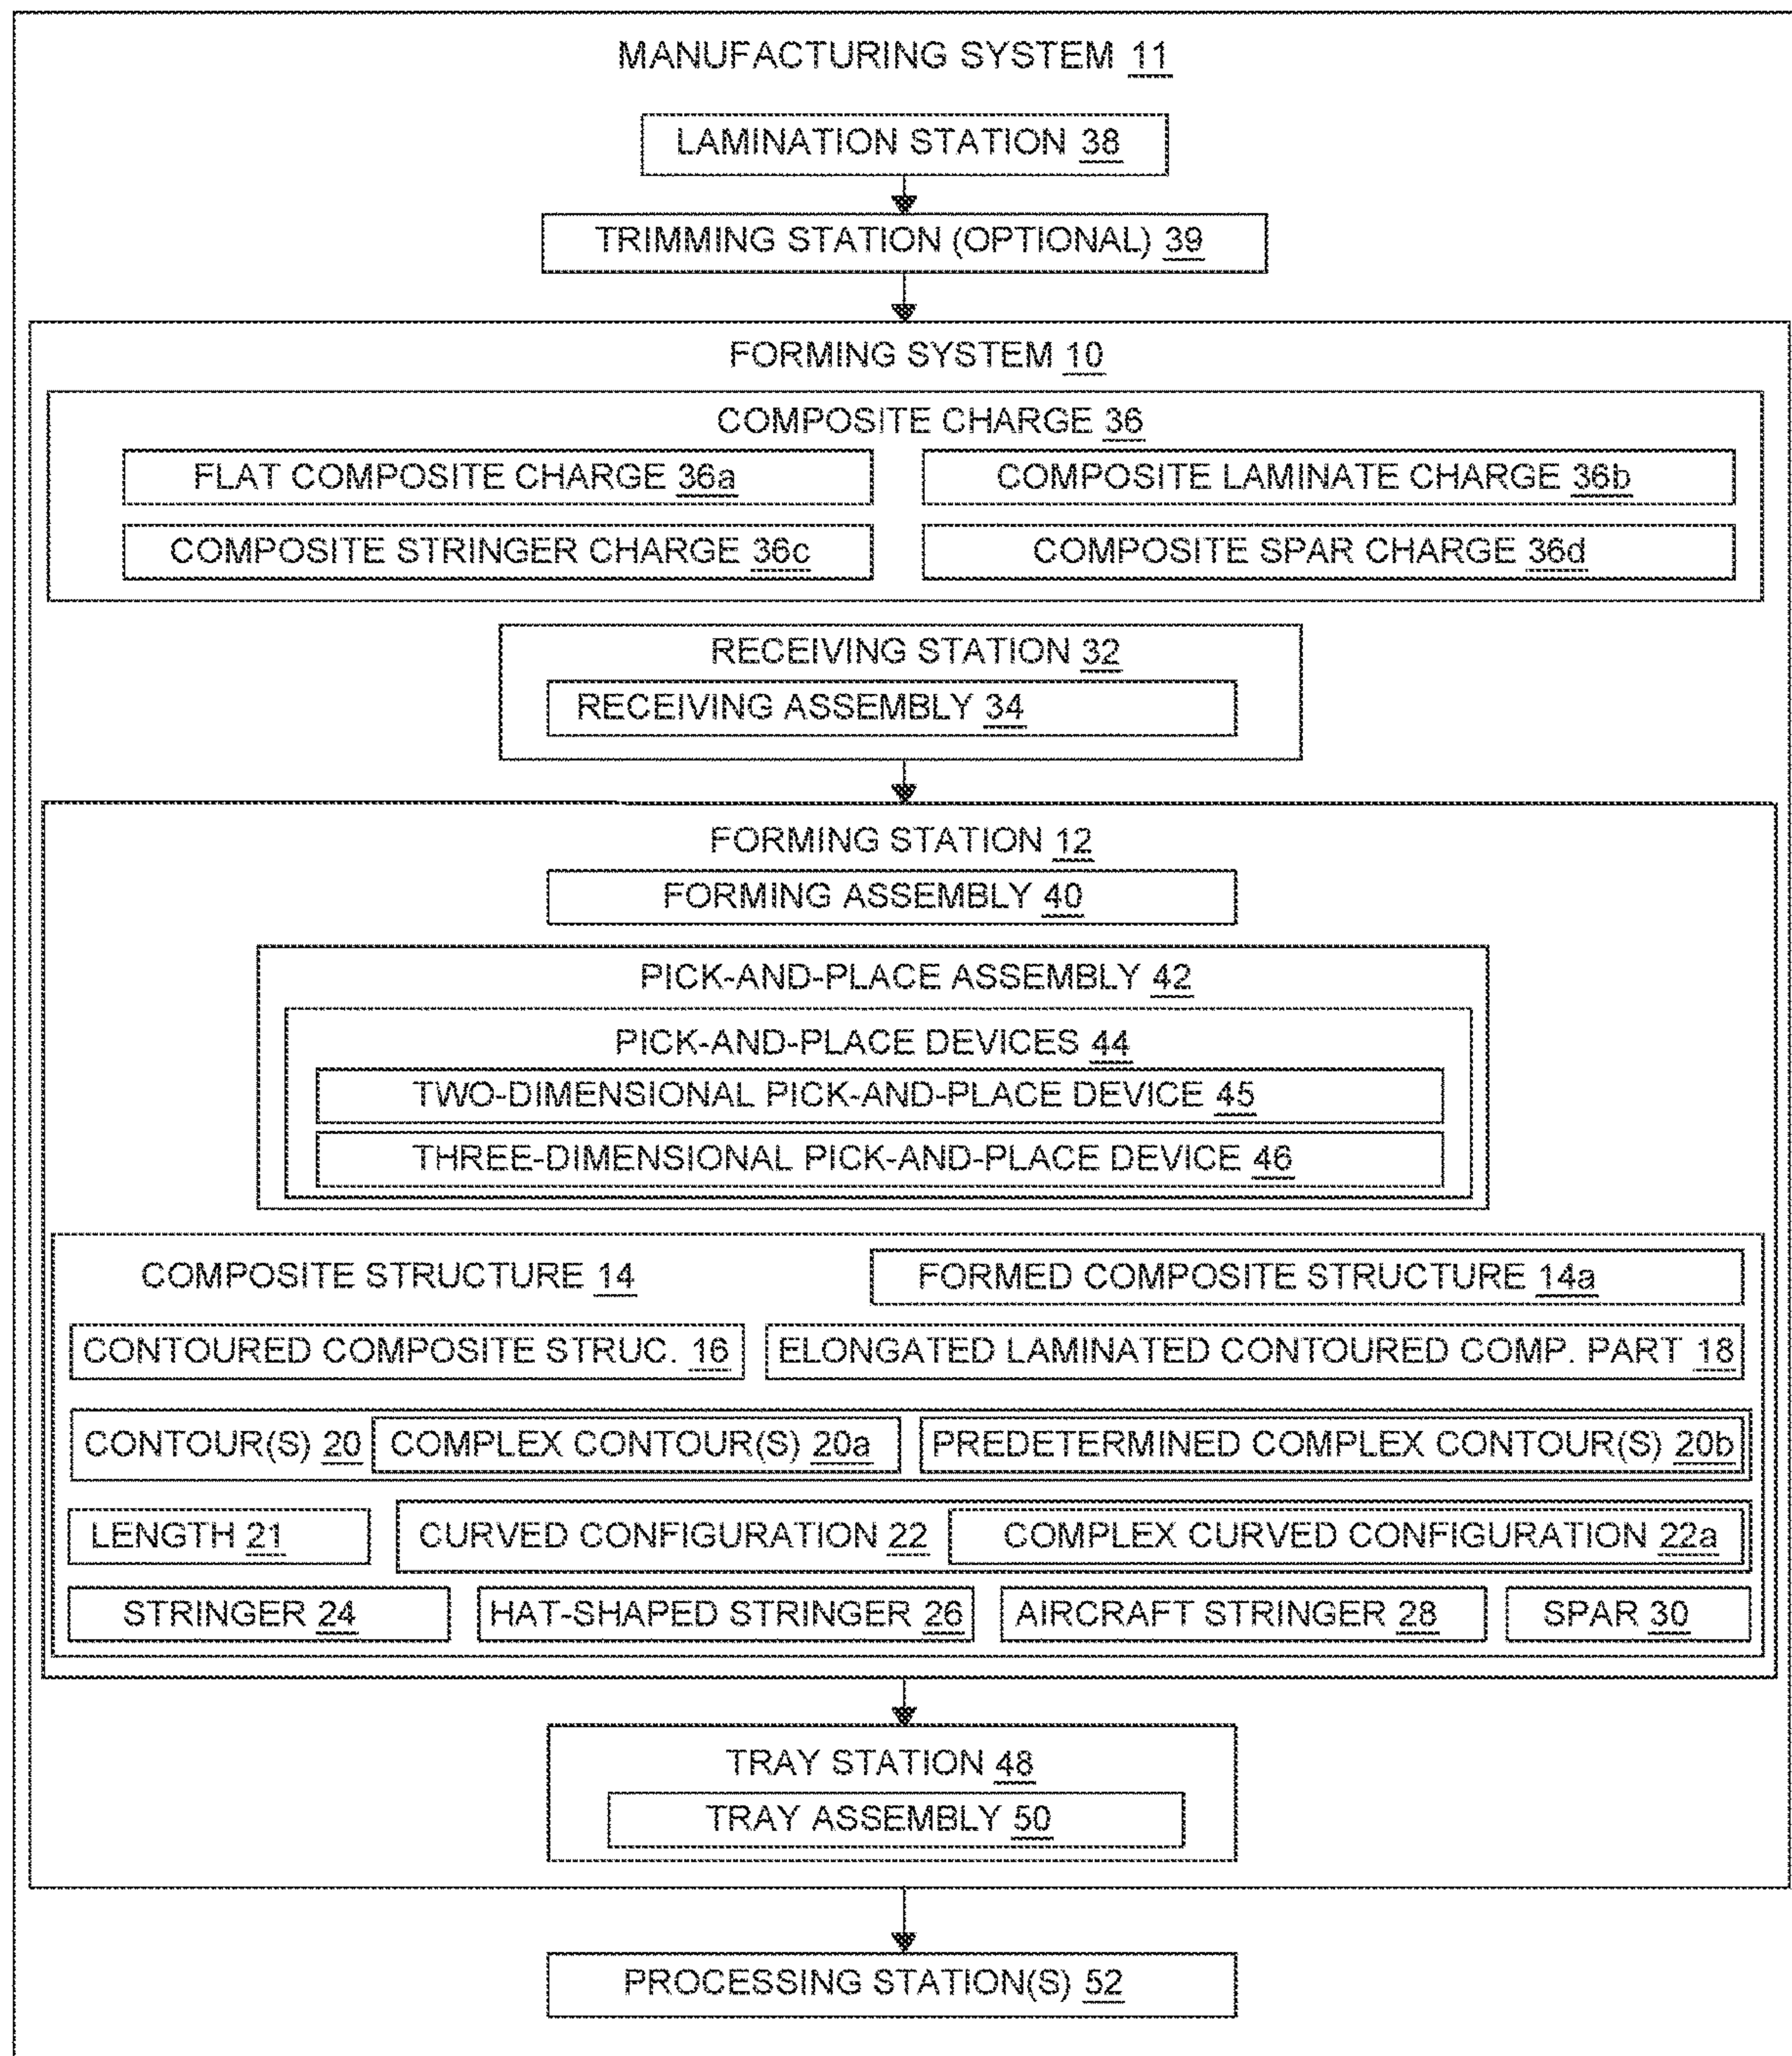 MANUFACTURING SYSTEM 11
LAMINATION STATION 38
TRIMMING STATION (OPTIONAL) 39
FORMING SYSTEM 10
COMPOSITE CHARGE 36
FLAT COMPOSITE CHARGE 36a
COMPOSITE LAMINATE CHARGE 36b
COMPOSITE STRINGER CHARGE 36c
COMPOSITE SPAR CHARGE 36d
RECEIVING STATION 32
RECEIVING ASSEMBLY 34
FORMING STATION 12
FORMING ASSEMBLY 40
PICK-AND-PLACE ASSEMBLY 42
PICK-AND-PLACE DEVICES 44
TWO-DIMENSIONAL PICK-AND-PLACE DEVICE 45
THREE-DIMENSIONAL PICK-AND-PLACE DEVICE 46
COMPOSITE STRUCTURE 14
FORMED COMPOSITE STRUCTURE 14a
CONTOURED COMPOSITE STRUC. 16
ELONGATED LAMINATED CONTOURED COMP. PART 18
CONTOUR(S) 20
COMPLEX CONTOUR(S) 20a
PREDETERMINED COMPLEX CONTOUR(S) 20b
LENGTH 21
CURVED CONFIGURATION 22
COMPLEX CURVED CONFIGURATION 22a
STRINGER 24
HAT-SHAPED STRINGER 26
AIRCRAFT STRINGER 28
SPAR 30
TRAY STATION 48
TRAY ASSEMBLY 50
PROCESSING STATION(S) 52